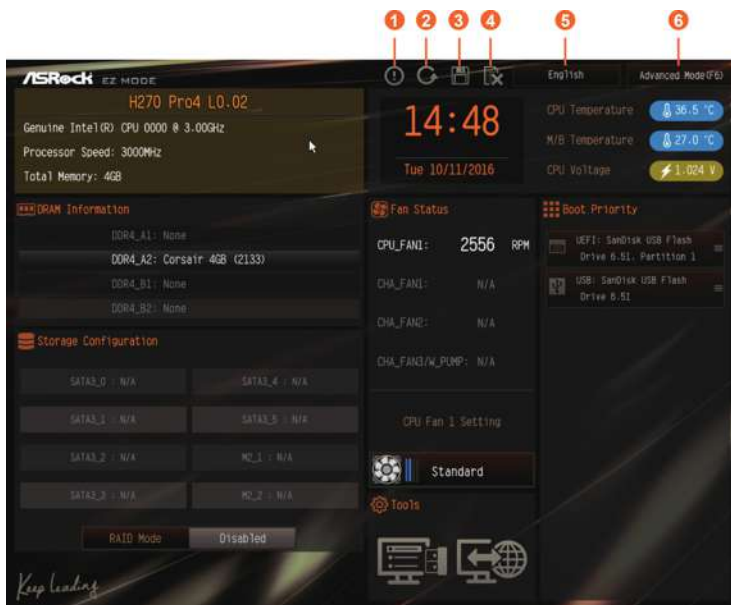 1 2 3 4 5 6
ASRock EZ MODE
English
Advanced Mode(F6)
H270 Pro4 L0.02
Genuine Intel(R) CPU 0000 @ 3.00GHz
Processor Speed: 3000MHz
Total Memory: 4GB
14:48
Tue 10/11/2016
CPU Temperature 36.5 °C
M/B Temperature 27.0 °C
CPU Voltage 1.024 V
DRAM Information
DDR4_A1: None
DDR4_A2: Corsair 4GB (2133)
DDR4_B1: None
DDR4_B2: None
Storage Configuration
SATA3_0 : N/A SATA3_4 : N/A
SATA3_1 : N/A SATA3_5 : N/A
SATA3_2 : N/A M2_1 : N/A
SATA3_3 : N/A M2_2 : N/A
RAID Mode Disabled
Keep Leading
Fan Status
CPU_FAN1: 2556 RPM
CHA_FAN1: N/A
CHA_FAN2: N/A
CHA_FAN3/W_PUMP: N/A
CPU Fan 1 Setting
Standard
Tools
Boot Priority
UEFI: SanDisk USB Flash
Drive 6.51, Partition 1
USB: SanDisk USB Flash
Drive 6.51